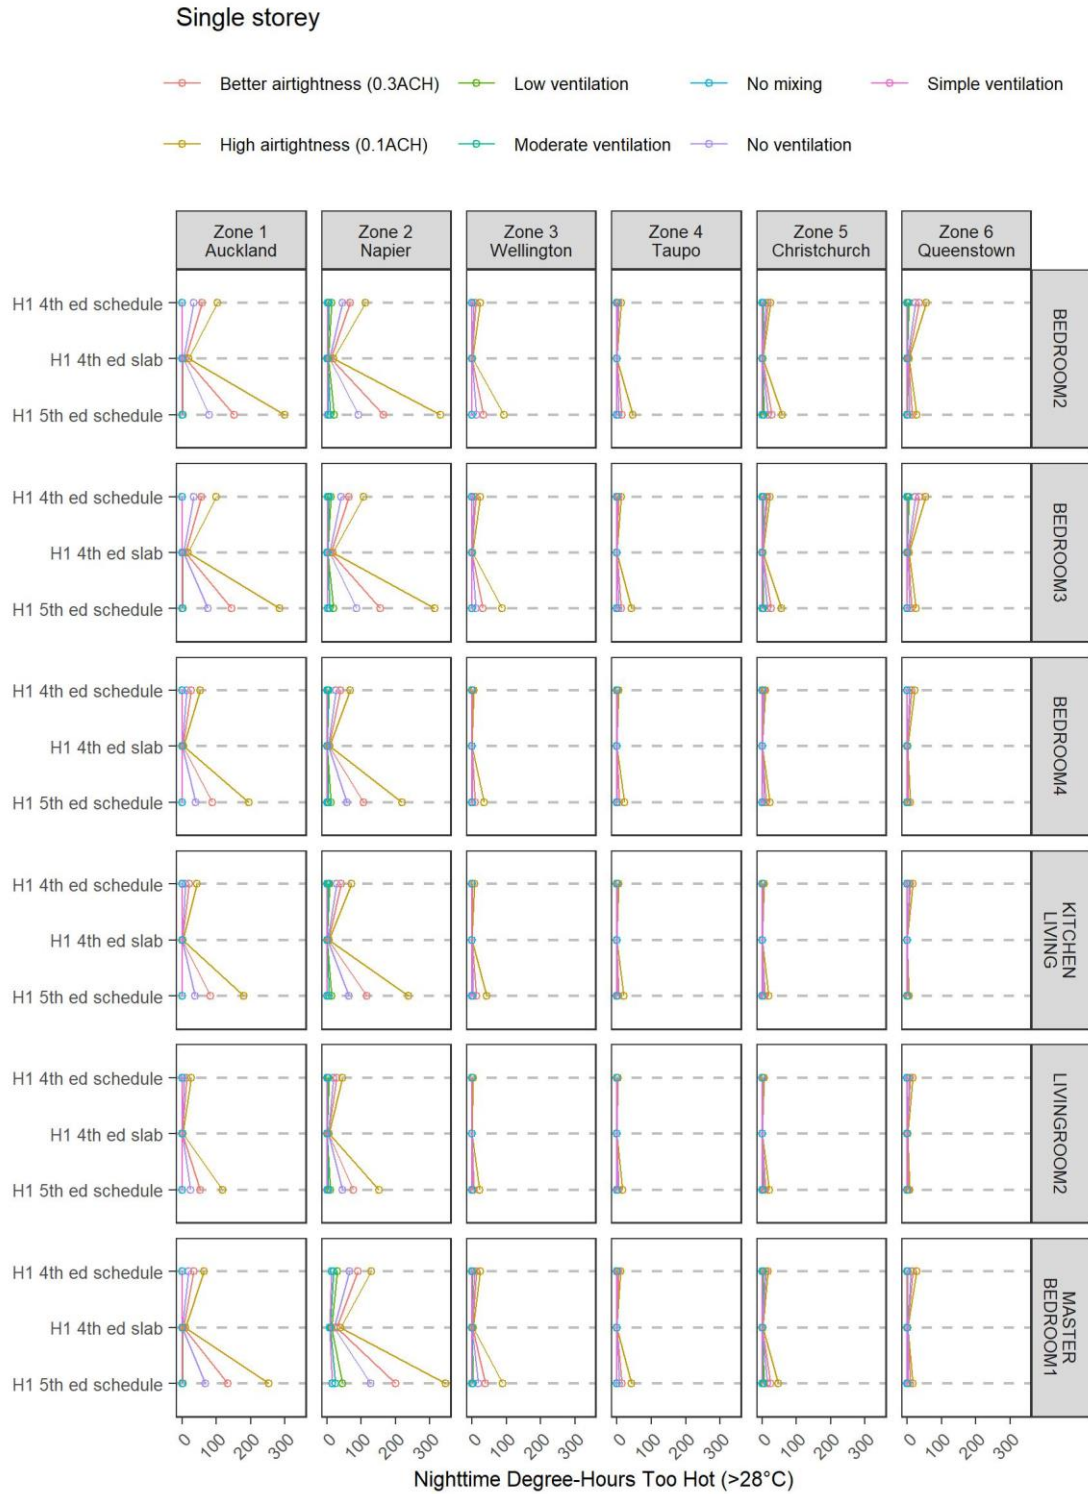 Single storey
Better airtightness (0.3ACH)
Low ventilation
No mixing
Simple ventilation
High airtightness (0.1ACH)
Moderate ventilation
No ventilation
Zone 1
Auckland
Zone 2
Napier
Zone 3
Wellington
Zone 4
Taupo
Zone 5
Christchurch
Zone 6
Queenstown
H1 4th ed schedule
H1 4th ed slab
H1 5th ed schedule
BEDROOM2
H1 4th ed schedule
H1 4th ed slab
H1 5th ed schedule
BEDROOM3
H1 4th ed schedule
H1 4th ed slab
H1 5th ed schedule
BEDROOM4
H1 4th ed schedule
H1 4th ed slab
H1 5th ed schedule
KITCHEN
LIVING
H1 4th ed schedule
H1 4th ed slab
H1 5th ed schedule
LIVINGROOM2
H1 4th ed schedule
H1 4th ed slab
H1 5th ed schedule
MASTER
BEDROOM1
0 100 200 300
0 100 200 300
0 100 200 300
0 100 200 300
0 100 200 300
0 100 200 300
Nighttime Degree-Hours Too Hot (>28°C)